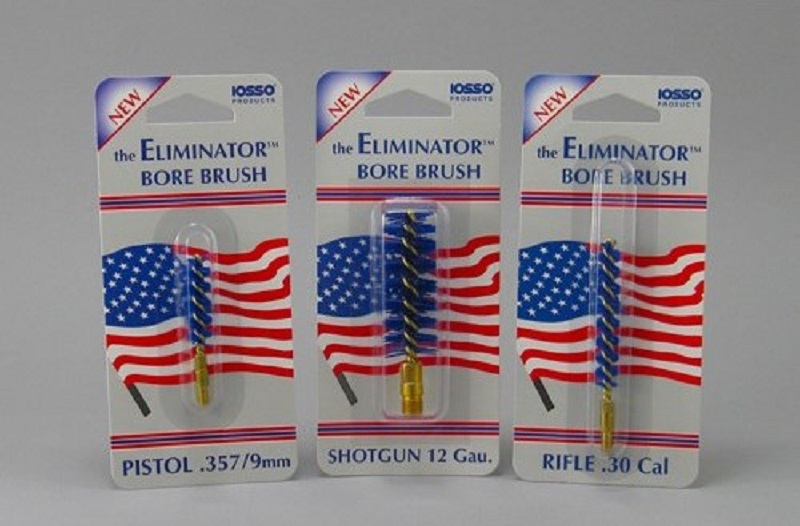 NEW
IOSSO
PRODUCTS
the ELIMINATOR™
BORE BRUSH
PISTOL .357/9mm
NEW
IOSSO
PRODUCTS
the ELIMINATOR™
BORE BRUSH
SHOTGUN 12 Gau.
NEW
IOSSO
PRODUCTS
the ELIMINATOR™
BORE BRUSH
RIFLE .30 Cal